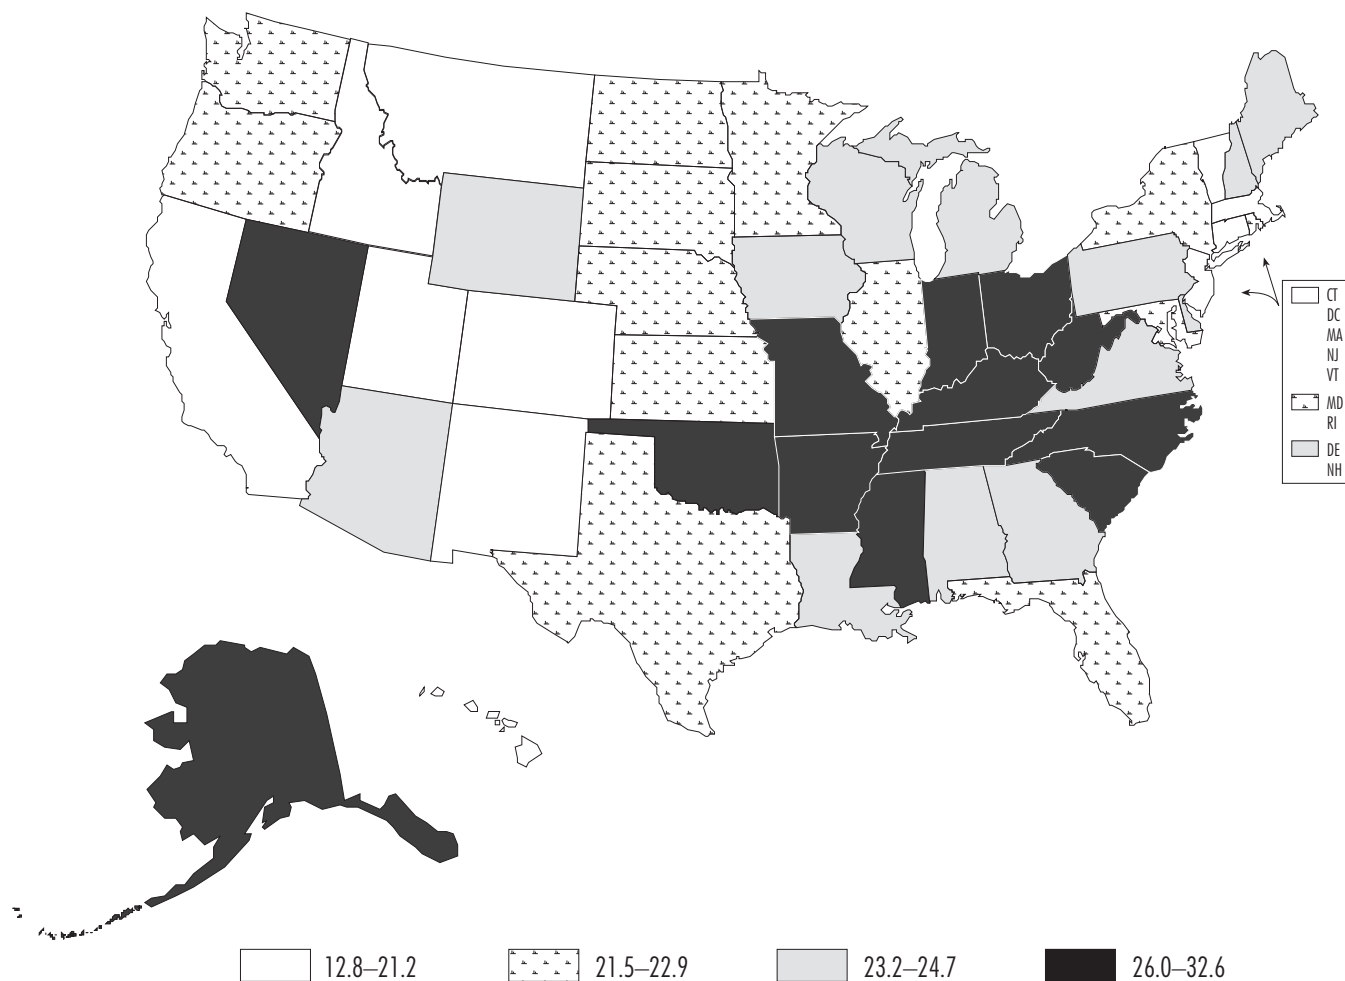 CT
DC
MA
NJ
VT
MD
RI
DE
NH
12.8–21.2
21.5–22.9
23.2–24.7
26.0–32.6